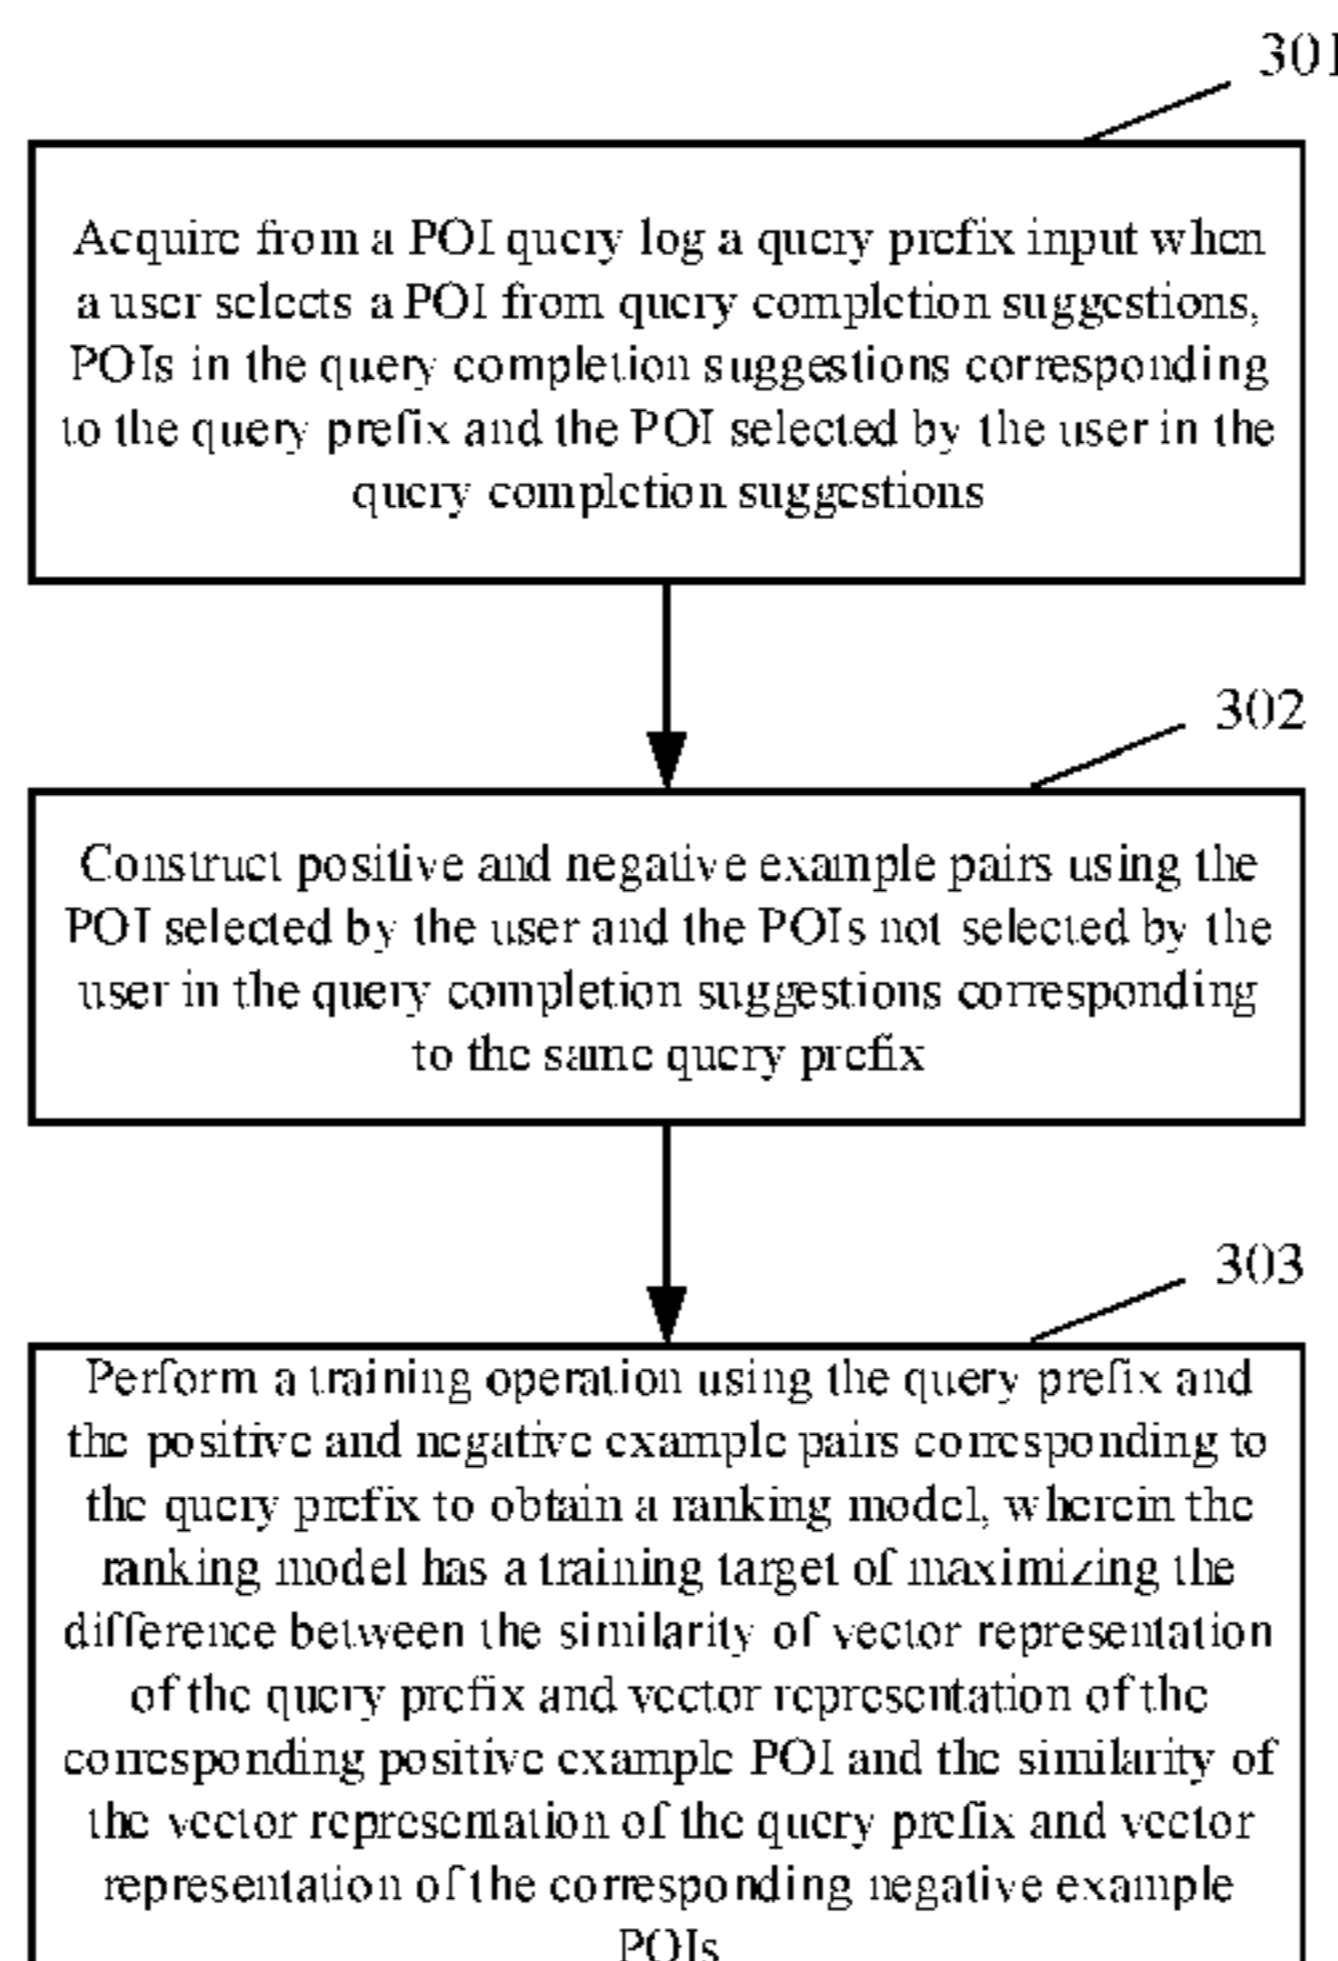 301
Acquire from a POI query log a query prefix input when
a user selects a POI from query completion suggestions,
POIs in the query completion suggestions corresponding
to the query prefix and the POI selected by the user in the
query completion suggestions
302
Construct positive and negative example pairs using the
POI selected by the user and the POIs not selected by the
user in the query completion suggestions corresponding
to the same query prefix
303
Perform a training operation using the query prefix and
the positive and negative example pairs corresponding to
the query prefix to obtain a ranking model, wherein the
ranking model has a training target of maximizing the
difference between the similarity of vector representation
of the query prefix and vector representation of the
corresponding positive example POI and the similarity of
the vector representation of the query prefix and vector
representation of the corresponding negative example
POIs